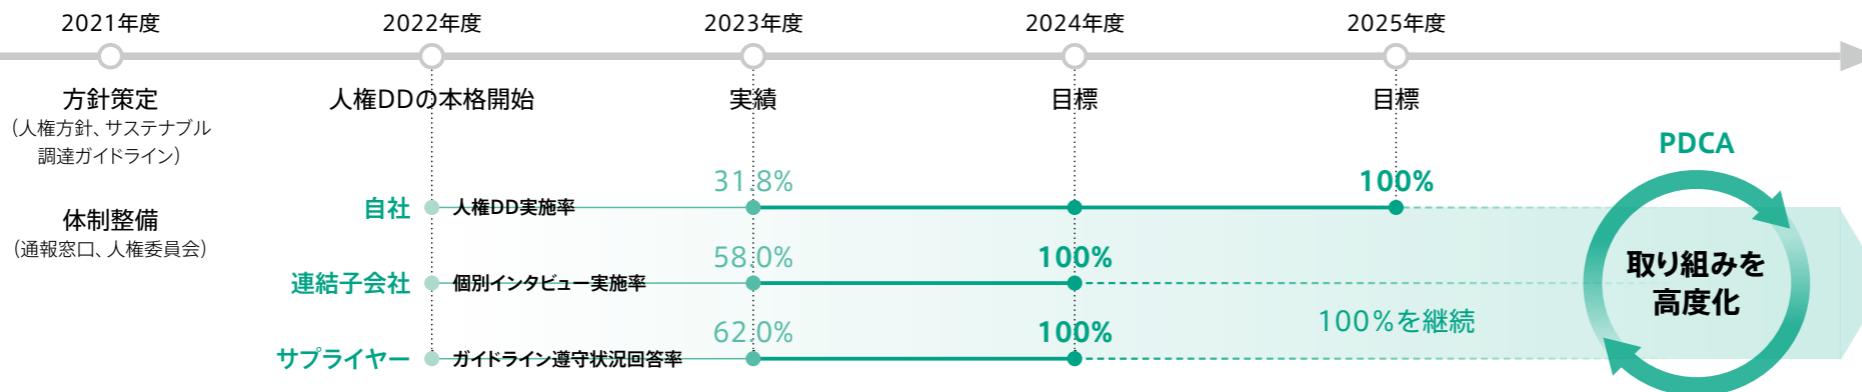 2021年度
2022年度
2023年度
2024年度
2025年度
方針策定
(人権方針、サステナブル
調達ガイドライン)
人権DDの本格開始
実績
目標
目標
体制整備
(通報窓口、人権委員会)
自社
人権DD実施率
31.8%
100%
連結子会社
個別インタビュー実施率
58.0%
100%
サプライヤー
ガイドライン遵守状況回答率
62.0%
100%
100%を継続
PDCA
取り組みを
高度化